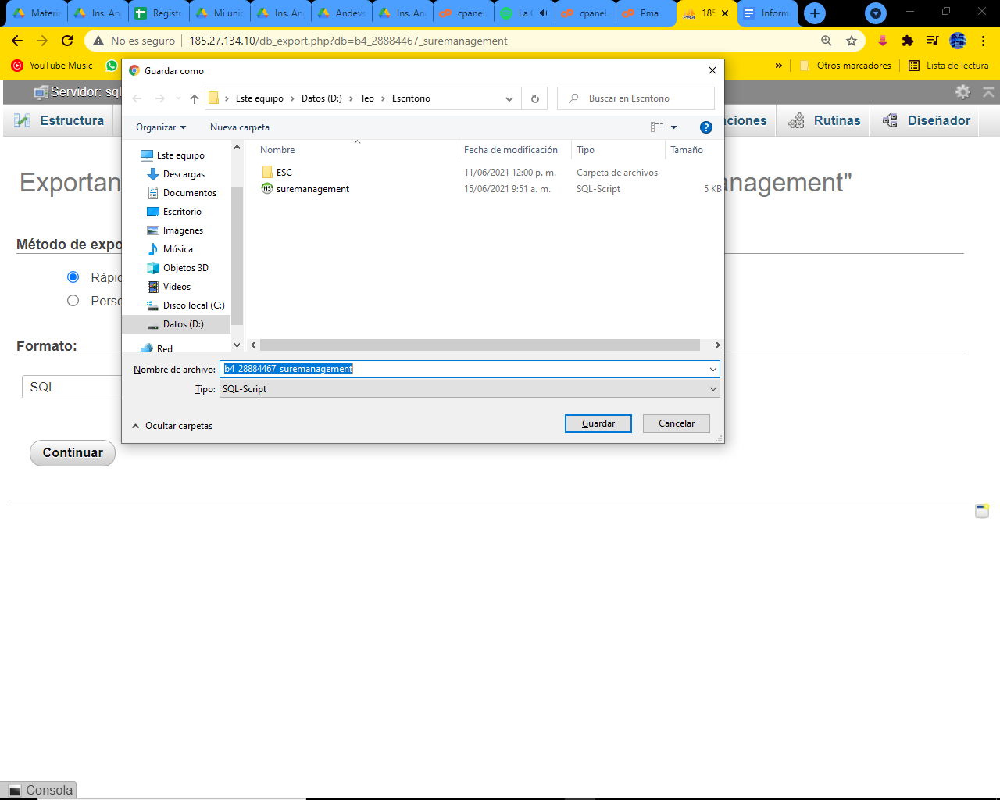 Materia
Ins. An
Registr
Mi unic
Ins. An
Andevs
Ins. An
cpanel.
La C
cpanel.
Pma
185
Inform
No es seguro
185.27.134.10/db_export.php?db=b4_28884467_suremanagement
YouTube Music
»
Otros marcadores
Lista de lectura
Guardar como
Servidor: sql
Este equipo › Datos (D:) › Teo › Escritorio
Buscar en Escritorio
Estructura
ciones
Rutinas
Diseñador
Organizar
Nueva carpeta
Nombre
Fecha de modificación
Tipo
Tamaño
Este equipo
Descargas
Documentos
Escritorio
Imágenes
Música
Objetos 3D
Videos
Disco local (C:)
Datos (D:)
Red
ESC
11/06/2021 12:00 p. m.
Carpeta de archivos
suremanagement
15/06/2021 9:51 a. m.
SQL-Script
5 KB
Exportan
anagement"
Método de expo
Rápic
Perso
Formato:
SQL
Nombre de archivo: b4_28884467_suremanagement
Tipo: SQL-Script
Ocultar carpetas
Guardar
Cancelar
Continuar
Consola